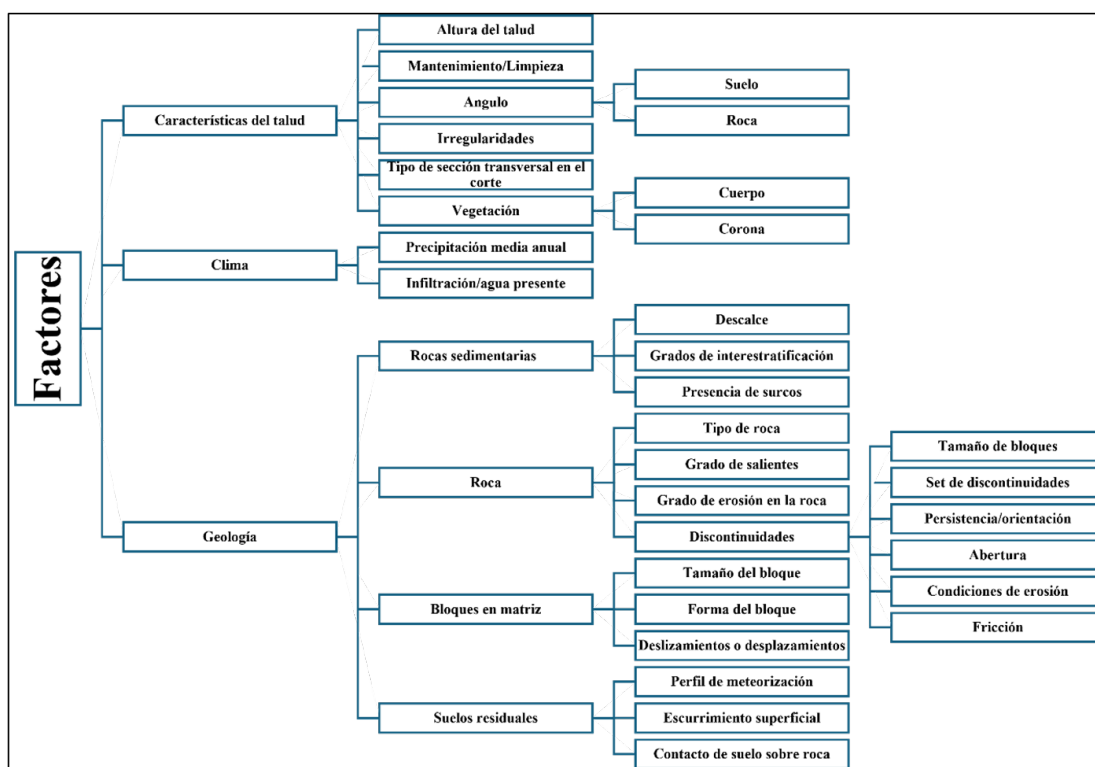 Factores
Características del talud
Altura del talud
Mantenimiento/Limpieza
Angulo
Suelo
Roca
Irregularidades
Tipo de sección transversal en el
corte
Vegetación
Cuerpo
Corona
Clima
Precipitación media anual
Infiltración/agua presente
Geología
Rocas sedimentarias
Descalce
Grados de interestratificación
Presencia de surcos
Roca
Tipo de roca
Grado de salientes
Grado de erosión en la roca
Discontinuidades
Tamaño de bloques
Set de discontinuidades
Persistencia/orientación
Abertura
Condiciones de erosión
Fricción
Bloques en matriz
Tamaño del bloque
Forma del bloque
Deslizamientos o desplazamientos
Suelos residuales
Perfil de meteorización
Escurrimiento superficial
Contacto de suelo sobre roca